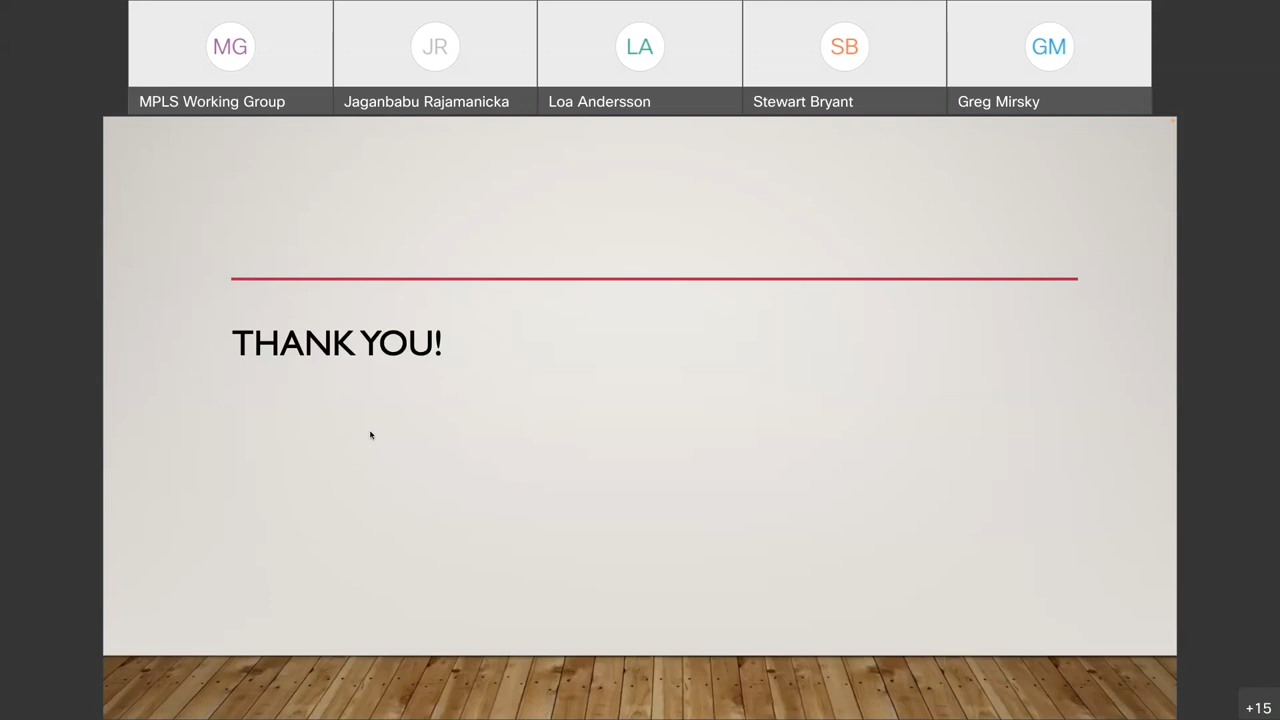 MG
JR
LA
SB
GM
MPLS Working Group
Jaganbabu Rajamanicka
Loa Andersson
Stewart Bryant
Greg Mirsky
THANK YOU!
+15